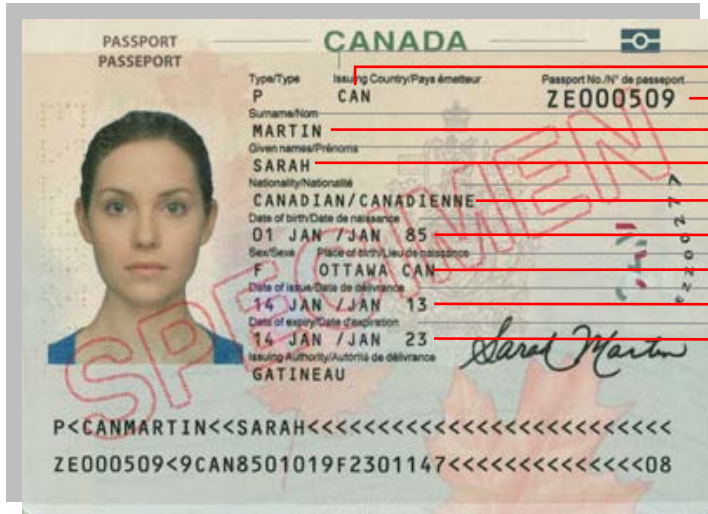 PASSPORT
PASSEPORT
CANADA
Type/Type Issuing Country/Pays émetteur Passport No./N° de passeport
P CAN ZE000509
Surname/Nom
MARTIN
Given names/Prénoms
SARAH
Nationality/Nationalité
CANADIAN/CANADIENNE
Date of birth/Date de naissance
01 JAN /JAN 85
Sex/Sexe Place of birth/Lieu de naissance
F OTTAWA CAN
Date of issue/Date de délivrance
14 JAN /JAN 13
Date of expiry/Date d'expiration
14 JAN /JAN 23
Issuing Authority/Autorité de délivrance
GATINEAU
SPECIMEN
Sarah Martin
P<CANMARTIN<<SARAH<<<<<<<<<<<<<<<<<<<<<<<<<<
ZE000509<9CAN8501019F2301147<<<<<<<<<<<<<<08